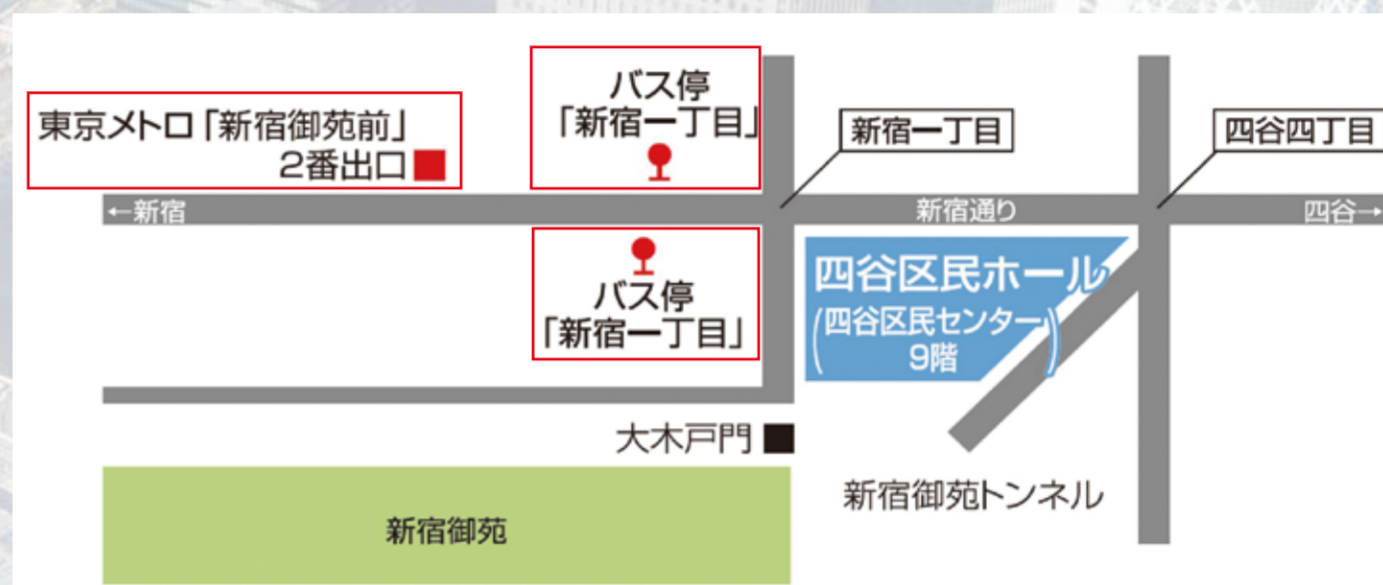 東京メトロ「新宿御苑前」
2番出口
バス停
「新宿一丁目」
新宿一丁目
四谷四丁目
←新宿
新宿通り
四谷→
バス停
「新宿一丁目」
四谷区民ホール
(四谷区民センター)
9階
大木戸門
新宿御苑トンネル
新宿御苑